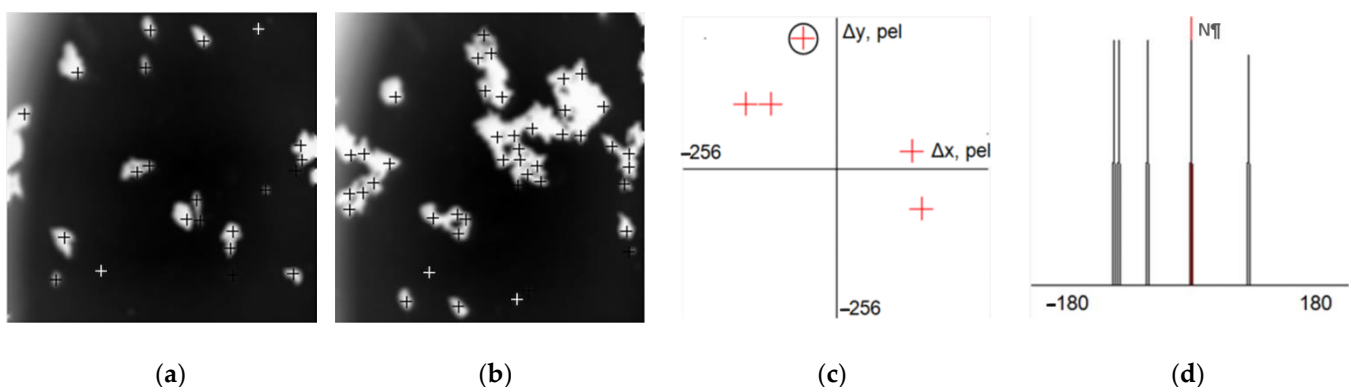 N¶
Δy, pel
–256
Δx, pel
–256
–180
180
(a)
(b)
(c)
(d)